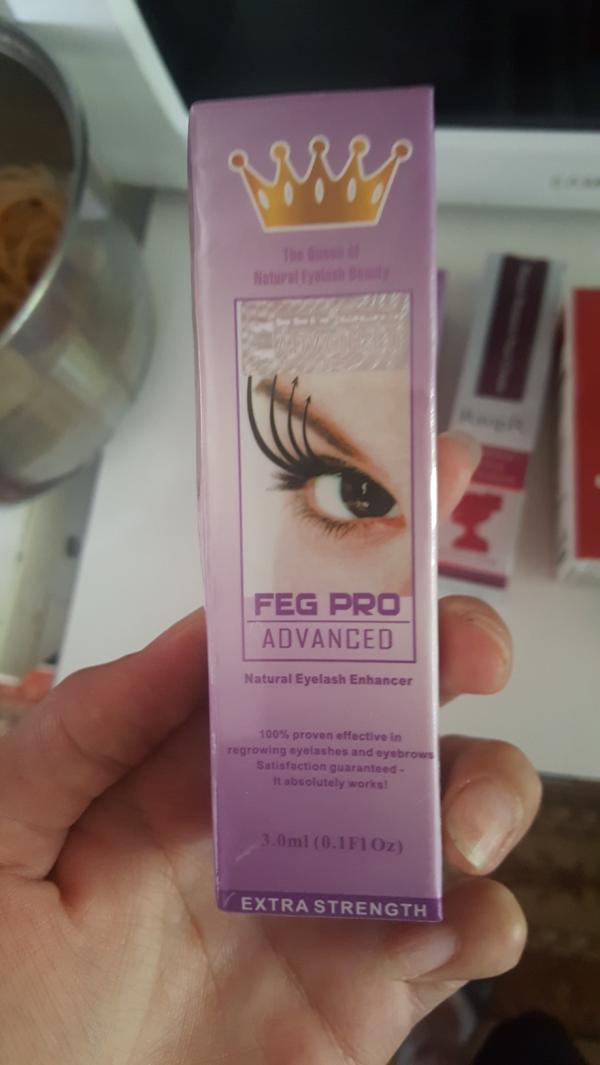 The Queen of
Natural Eyelash Beauty
FEG PRO
ADVANCED
Natural Eyelash Enhancer
100% proven effective in
regrowing eyelashes and eyebrows
Satisfaction guaranteed -
It absolutely works!
3.0ml (0.1Fl Oz)
EXTRA STRENGTH